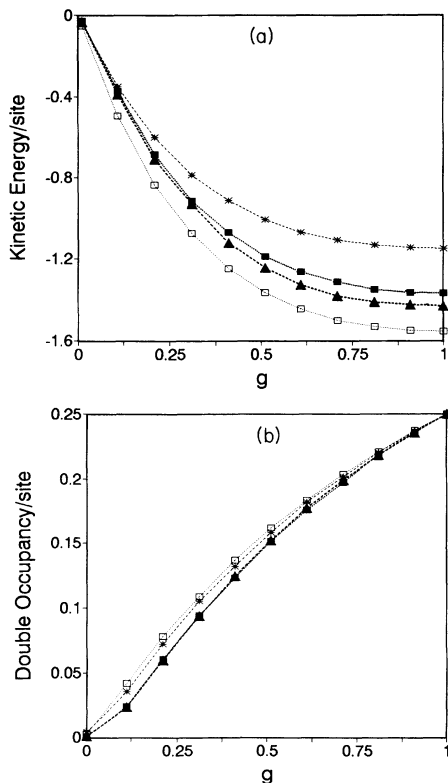 0
(a)
-0.4
-0.8
-1.2
-1.6
Kinetic Energy/site
0 0.25 0.5 0.75 1
g
0.25
(b)
0.2
0.15
0.1
0.05
0
Double Occupancy/site
0 0.25 0.5 0.75 1
g